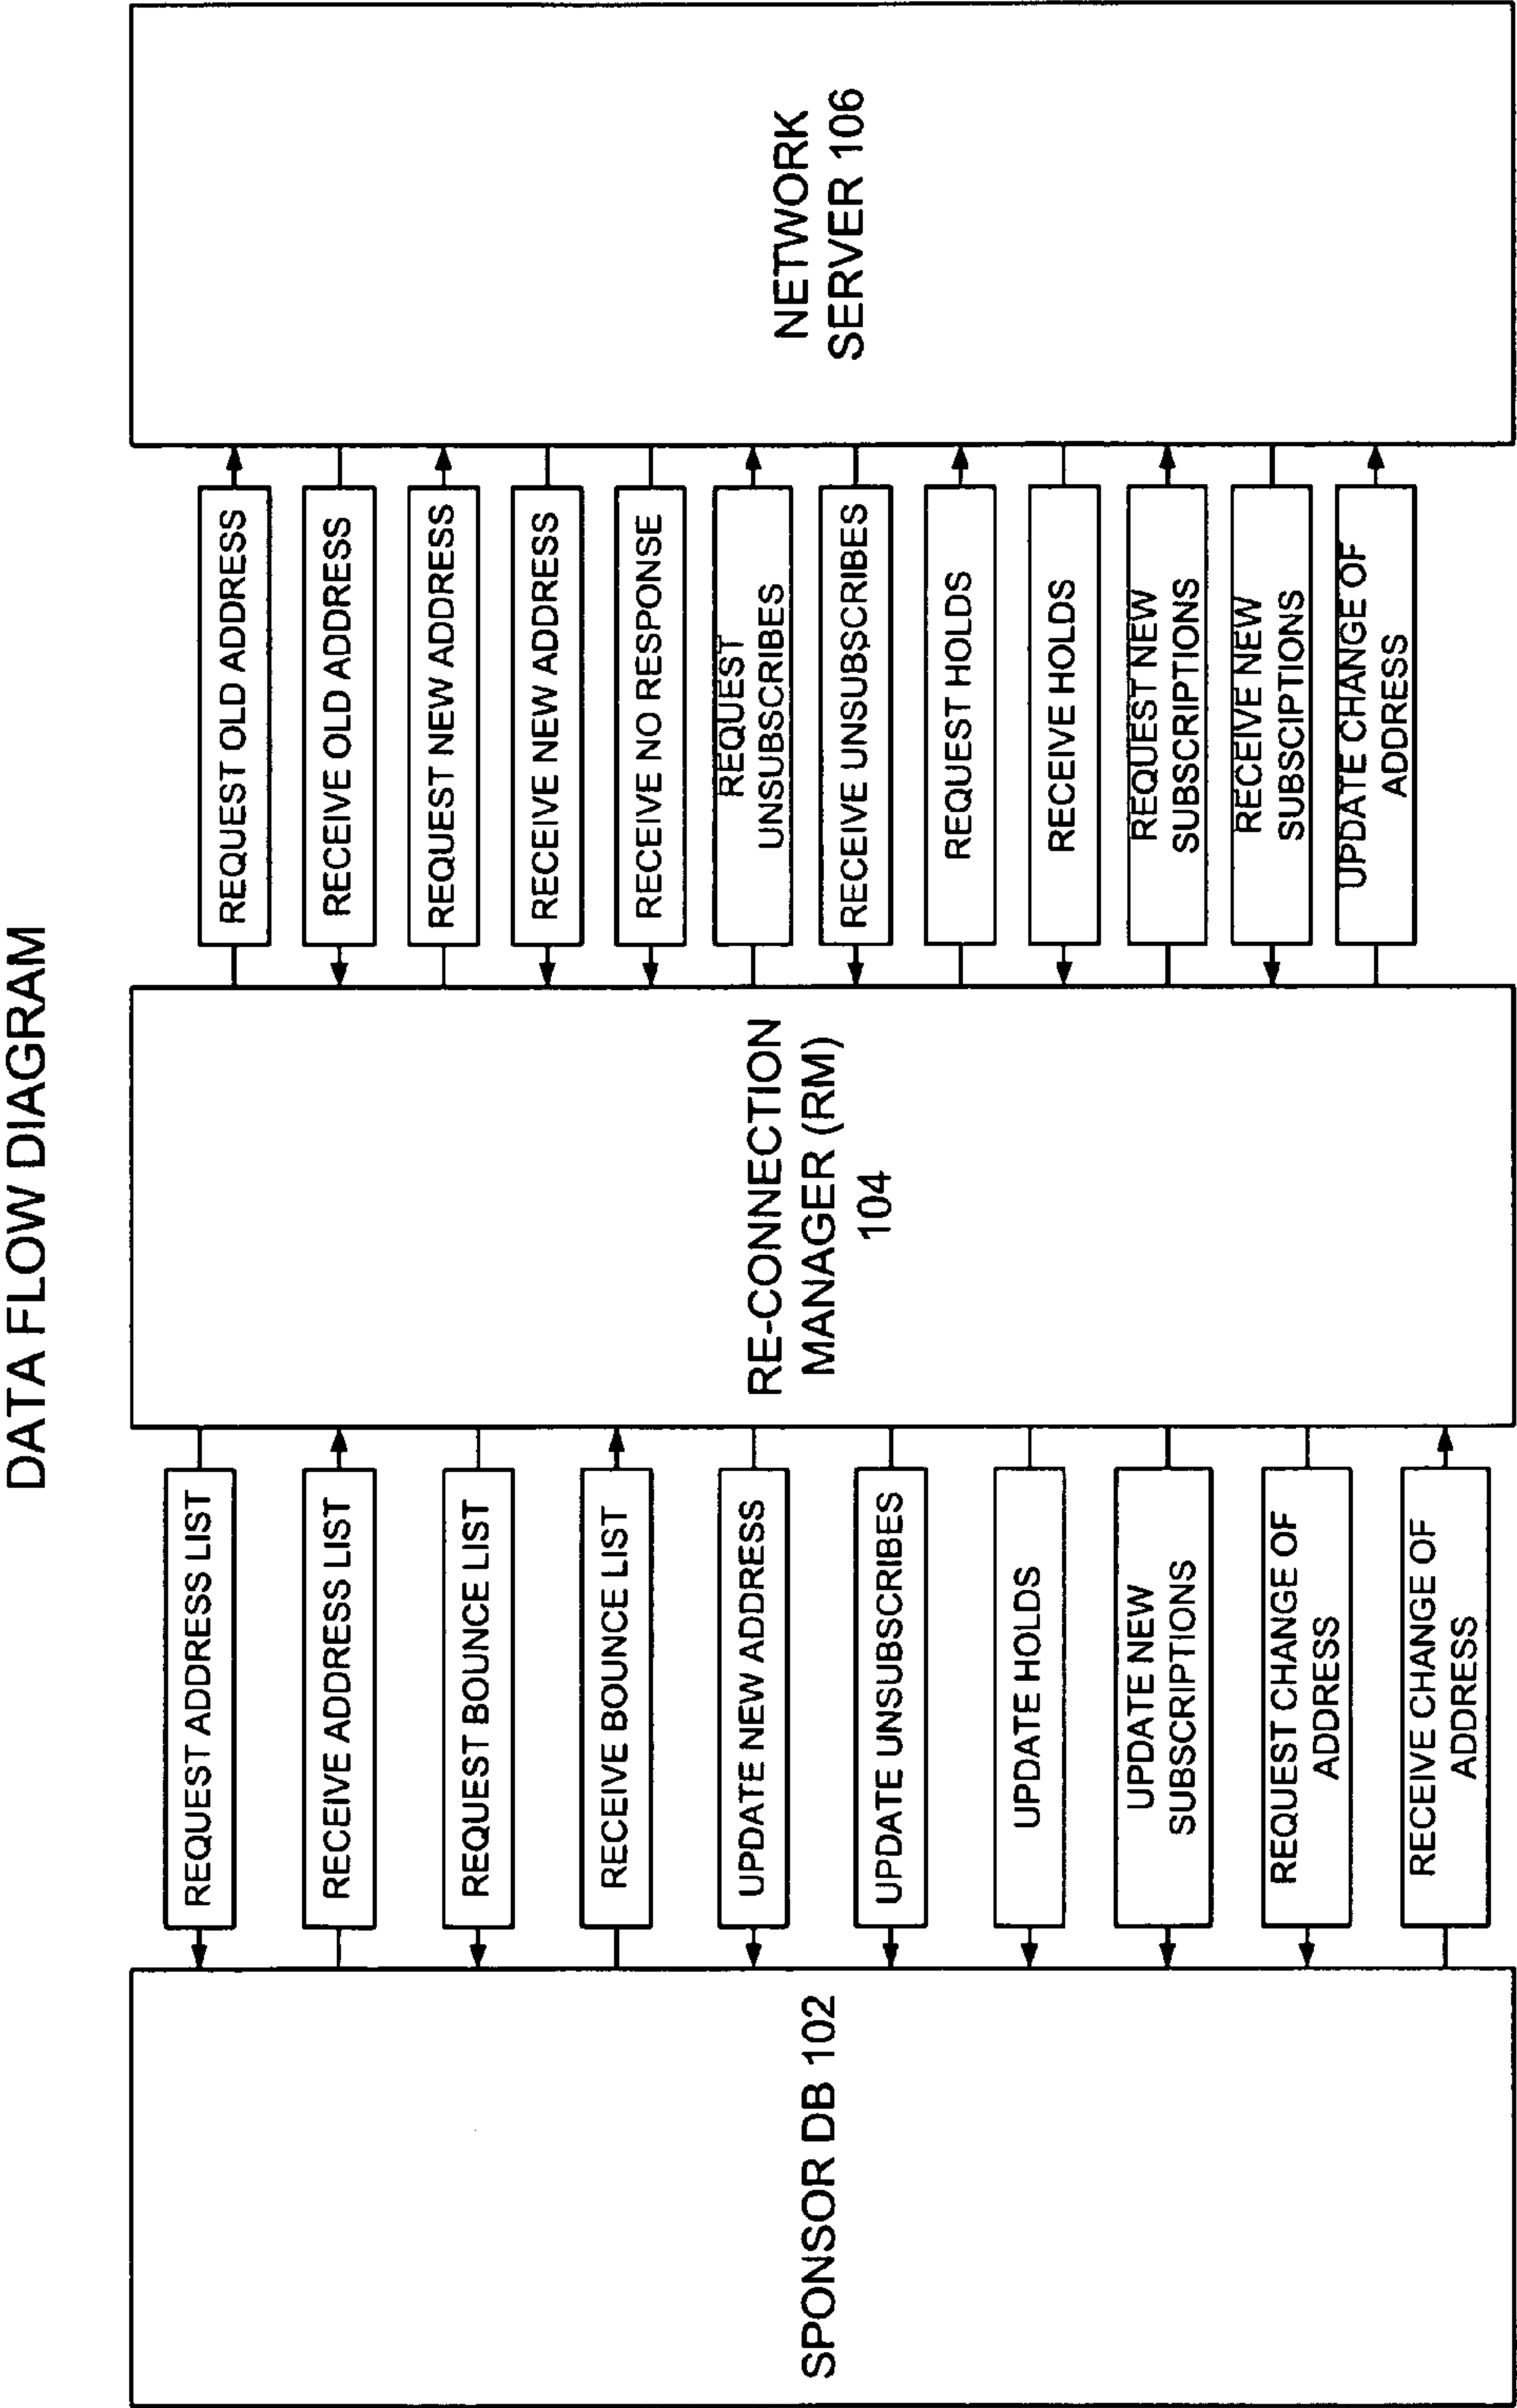 DATA FLOW DIAGRAM
SPONSOR DB 102
REQUEST ADDRESS LIST
RECEIVE ADDRESS LIST
REQUEST BOUNCE LIST
RECEIVE BOUNCE LIST
UPDATE NEW ADDRESS
UPDATE UNSUBSCRIBES
UPDATE HOLDS
UPDATE NEW
SUBSCRIPTIONS
REQUEST CHANGE OF
ADDRESS
RECEIVE CHANGE OF
ADDRESS
RE-CONNECTION
MANAGER (RM)
104
REQUEST OLD ADDRESS
RECEIVE OLD ADDRESS
REQUEST NEW ADDRESS
RECEIVE NEW ADDRESS
RECEIVE NO RESPONSE
REQUEST
UNSUBSCRIBES
RECEIVE UNSUBSCRIBES
REQUEST HOLDS
RECEIVE HOLDS
REQUEST NEW
SUBSCRIPTIONS
RECEIVE NEW
SUBSCIPTIONS
UPDATE CHANGE OF
ADDRESS
NETWORK
SERVER 106